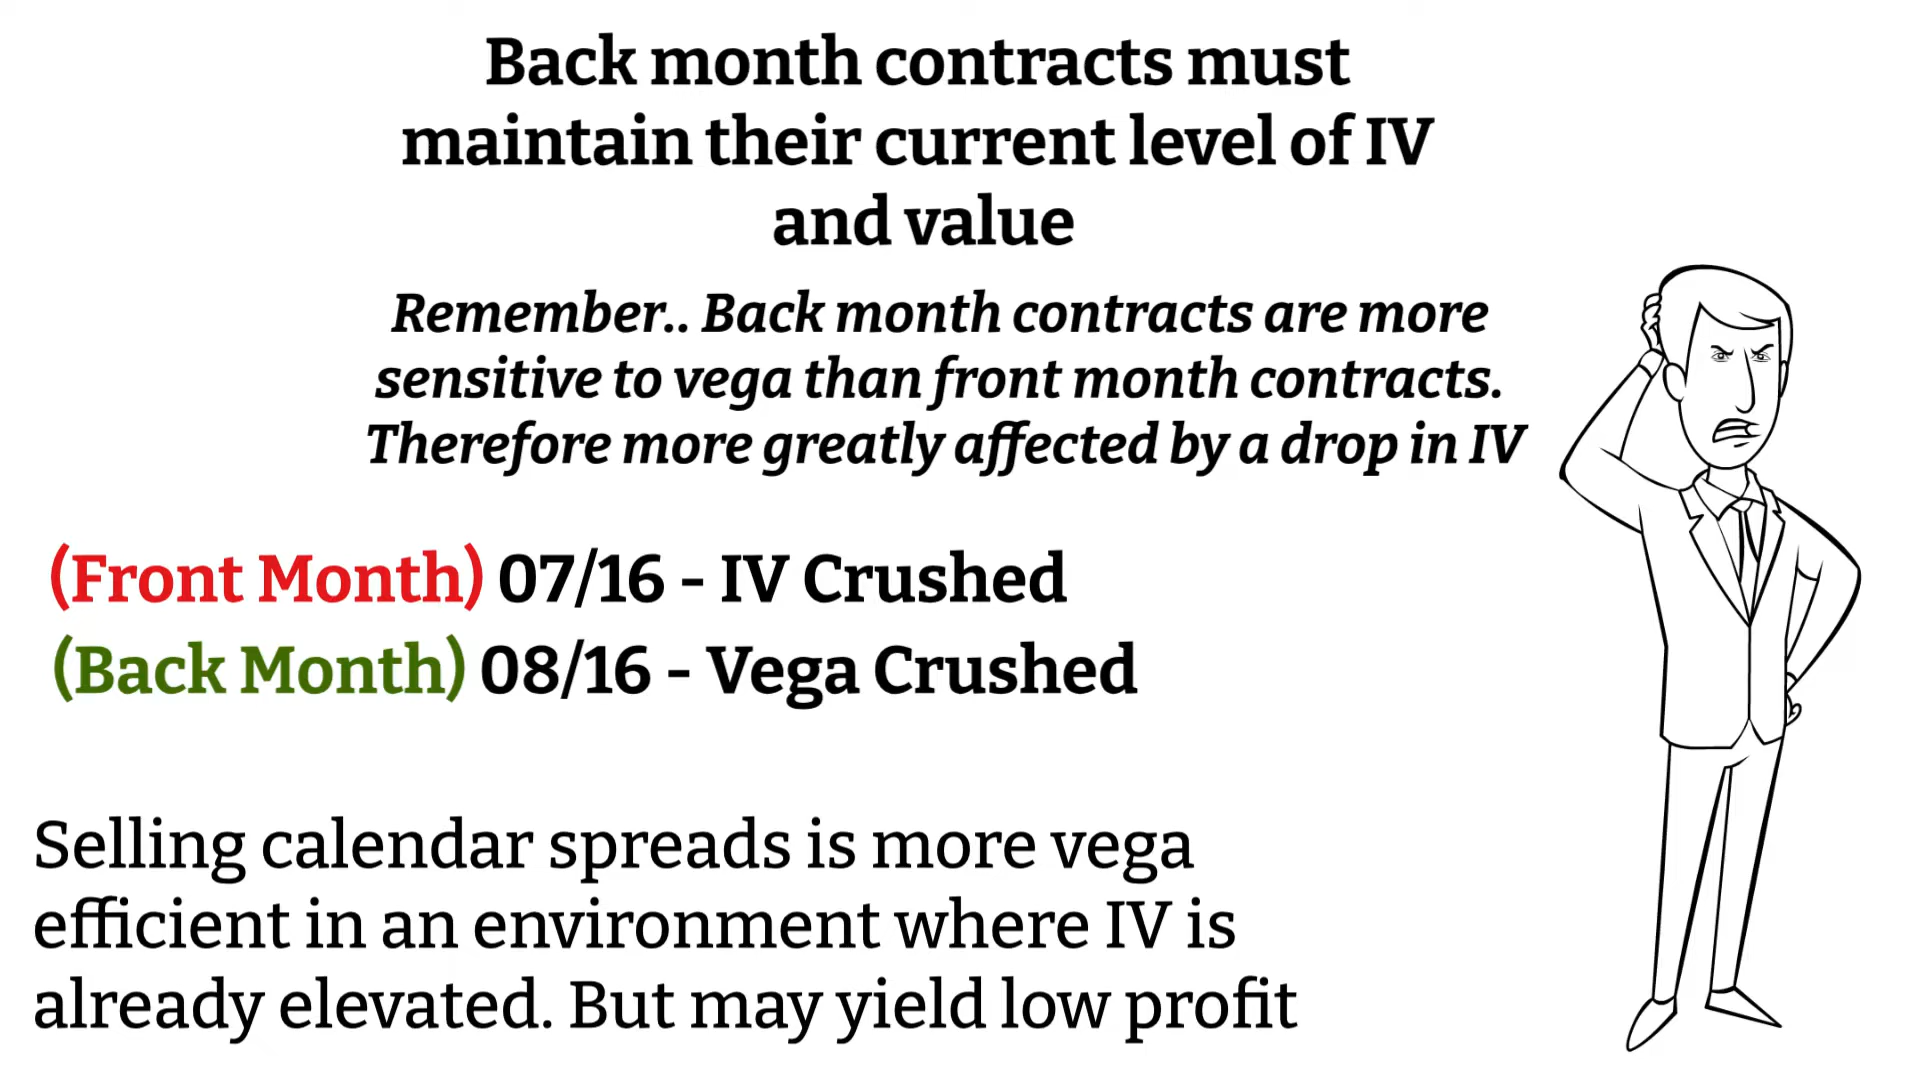 Back month contracts must
maintain their current level of IV
and value
Remember.. Back month contracts are more
sensitive to vega than front month contracts.
Therefore more greatly affected by a drop in IV
(Front Month) 07/16 - IV Crushed
(Back Month) 08/16 - Vega Crushed
Selling calendar spreads is more vega
efficient in an environment where IV is
already elevated. But may yield low profit